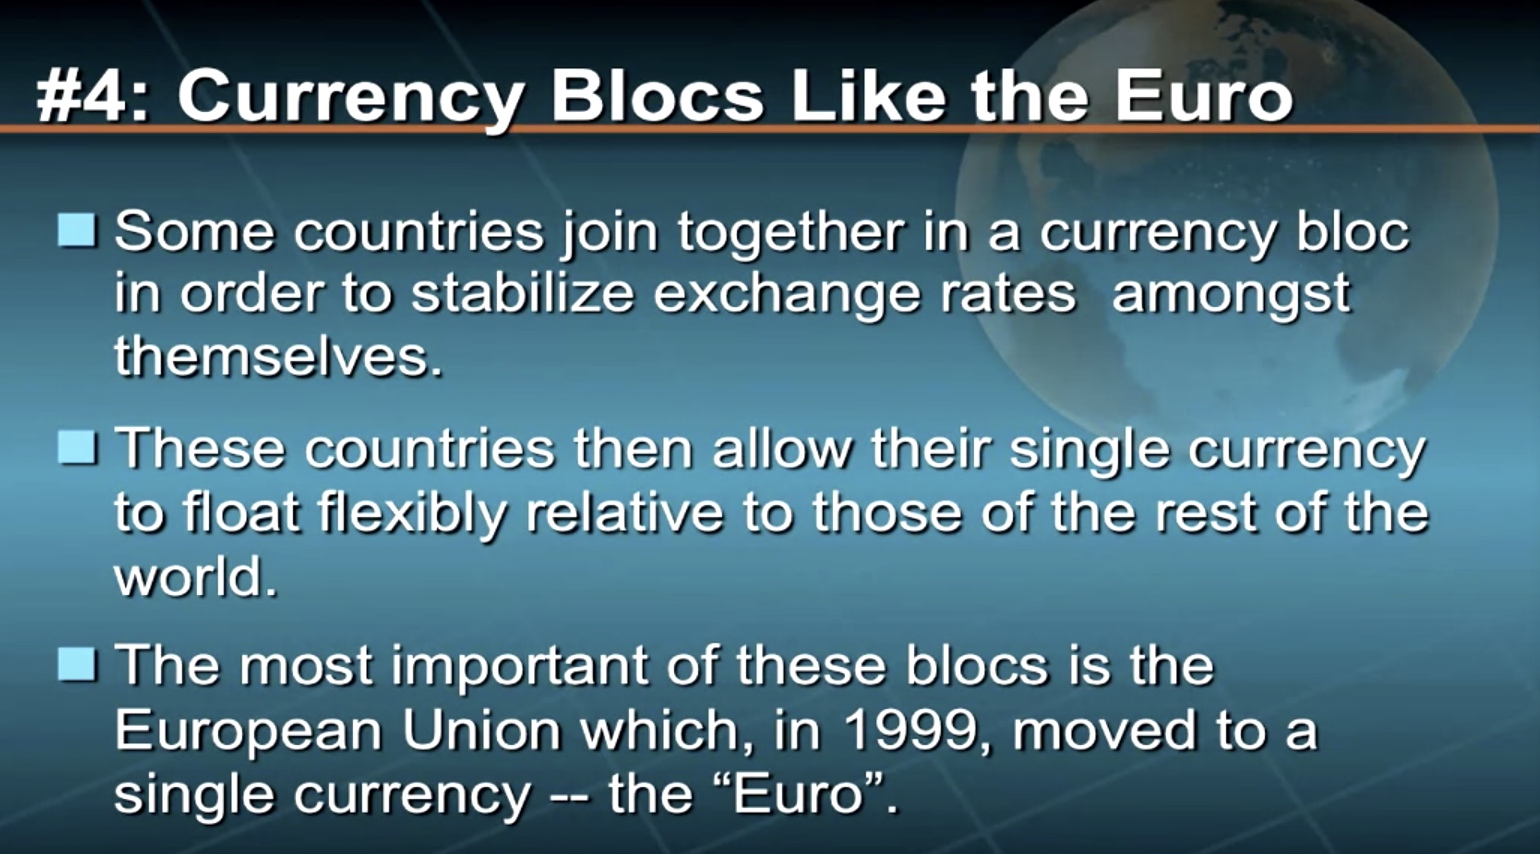 #4: Currency Blocs Like the Euro
Some countries join together in a currency bloc
in order to stabilize exchange rates  amongst
themselves.
These countries then allow their single currency
to float flexibly relative to those of the rest of the
world.
The most important of these blocs is the
European Union which, in 1999, moved to a
single currency -- the “Euro”.